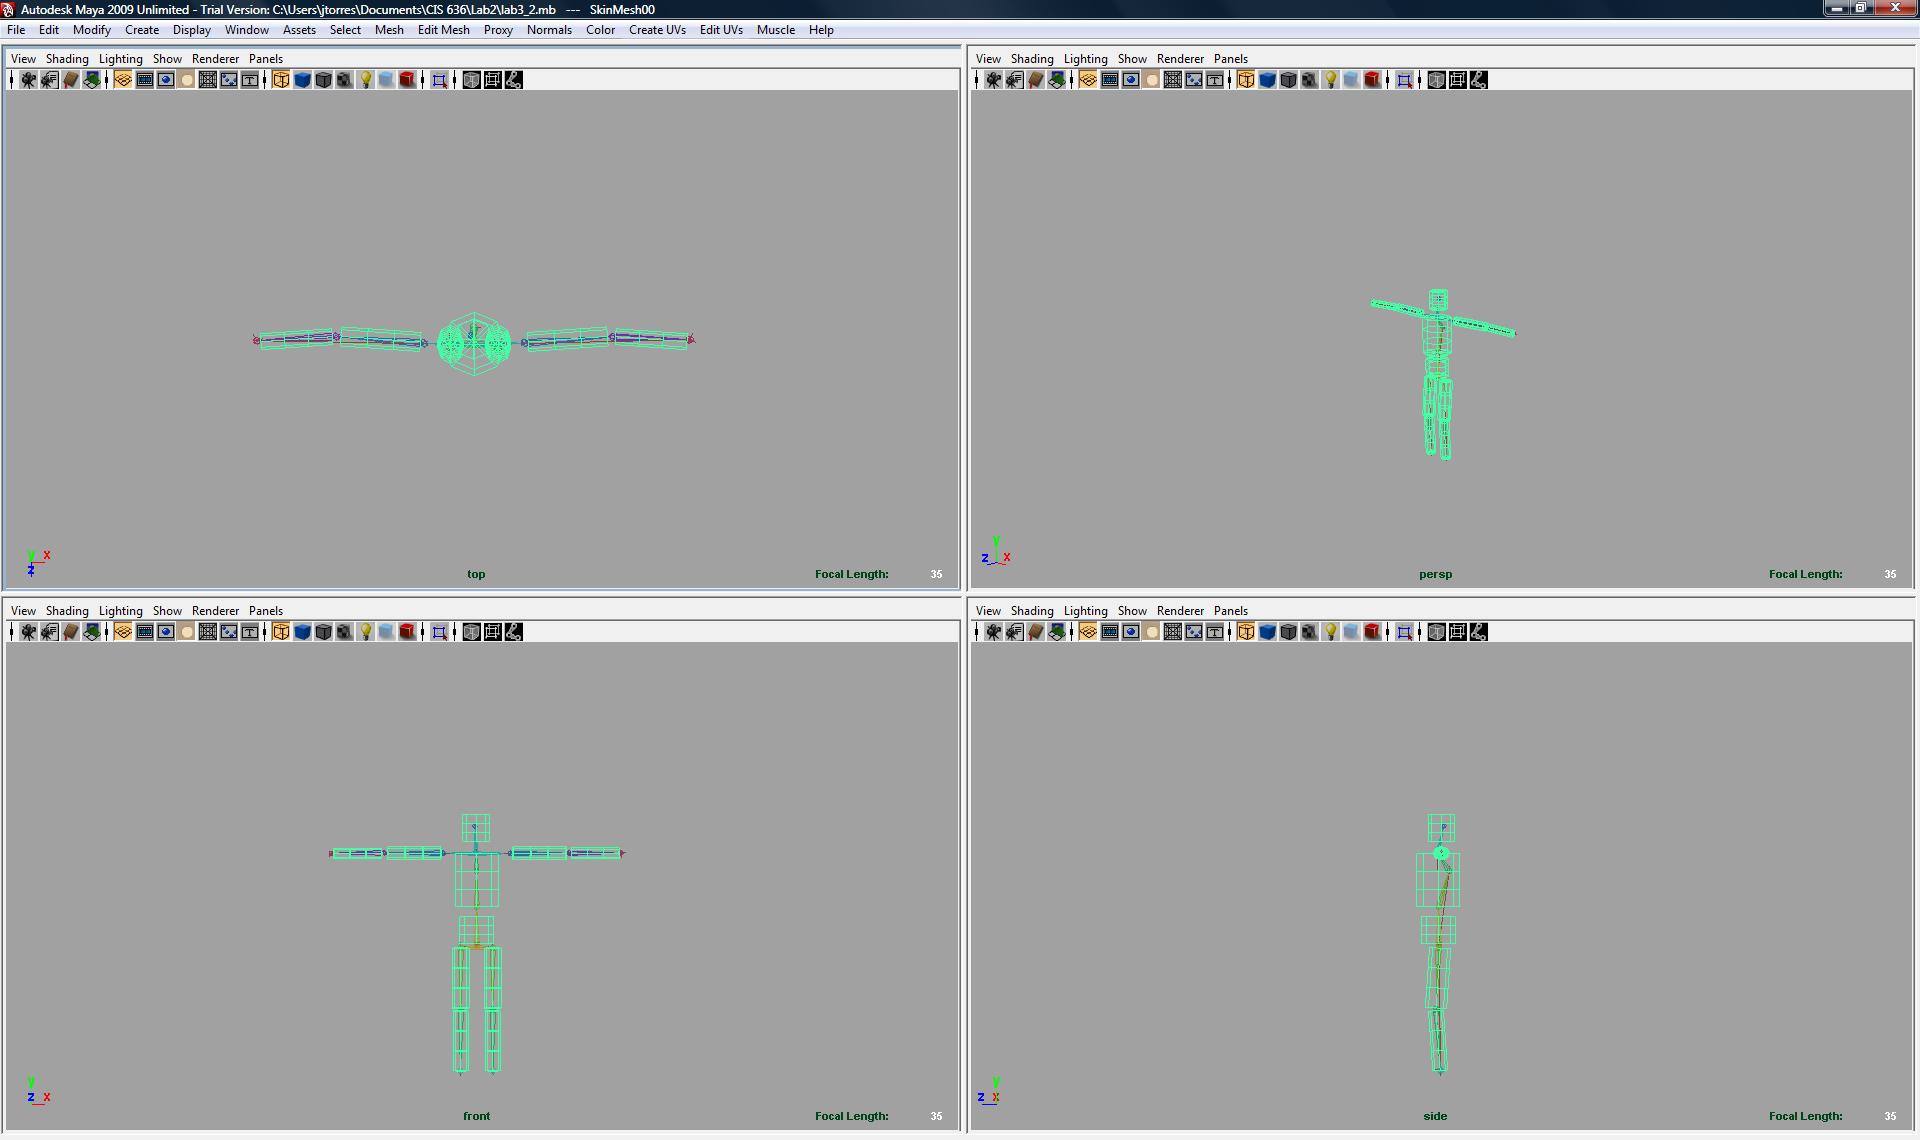 Autodesk Maya 2009 Unlimited - Trial Version: C:\Users\jtorres\Documents\CIS 636\Lab2\lab3_2.mb --- SkinMesh00
File Edit Modify Create Display Window Assets Select Mesh Edit Mesh Proxy Normals Color Create UVs Edit UVs Muscle Help
View Shading Lighting Show Renderer Panels
y x
z
top Focal Length: 35
View Shading Lighting Show Renderer Panels
y
z x
persp Focal Length: 35
View Shading Lighting Show Renderer Panels
y
z x
front Focal Length: 35
View Shading Lighting Show Renderer Panels
y
z x
side Focal Length: 35